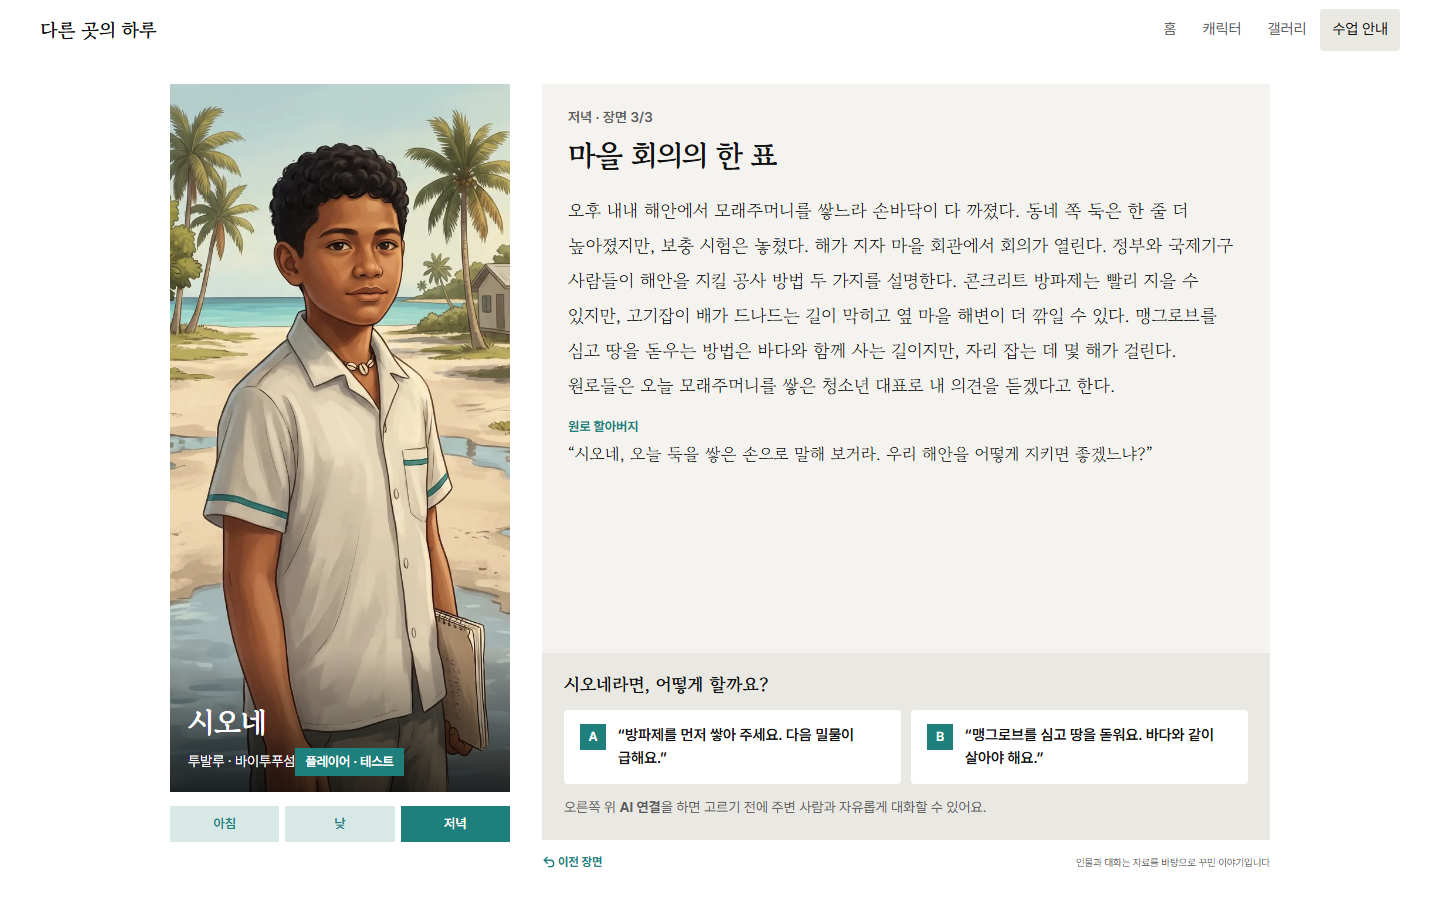 다른 곳의 하루
홈 캐릭터 갤러리 수업 안내
시오네
투발루 · 바이투푸섬 플레이어 · 테스트
아침 낮 저녁
저녁 · 장면 3/3
마을 회의의 한 표
오후 내내 해안에서 모래주머니를 쌓느라 손바닥이 다 까졌다. 동네 쪽 둑은 한 줄 더
높아졌지만, 보충 시험은 놓쳤다. 해가 지자 마을 회관에서 회의가 열린다. 정부와 국제기구
사람들이 해안을 지킬 공사 방법 두 가지를 설명한다. 콘크리트 방파제는 빨리 지을 수
있지만, 고기잡이 배가 드나드는 길이 막히고 옆 마을 해변이 더 깎일 수 있다. 맹그로브를
심고 땅을 돋우는 방법은 바다와 함께 사는 길이지만, 자리 잡는 데 몇 해가 걸린다.
원로들은 오늘 모래주머니를 쌓은 청소년 대표로 내 의견을 듣겠다고 한다.
원로 할아버지
“시오네, 오늘 둑을 쌓은 손으로 말해 보거라. 우리 해안을 어떻게 지키면 좋겠느냐?”
시오네라면, 어떻게 할까요?
A “방파제를 먼저 쌓아 주세요. 다음 밀물이
급해요.”
B “맹그로브를 심고 땅을 돋워요. 바다와 같이
살아야 해요.”
오른쪽 위 AI 연결을 하면 고르기 전에 주변 사람과 자유롭게 대화할 수 있어요.
이전 장면
인물과 대화는 자료를 바탕으로 꾸민 이야기입니다